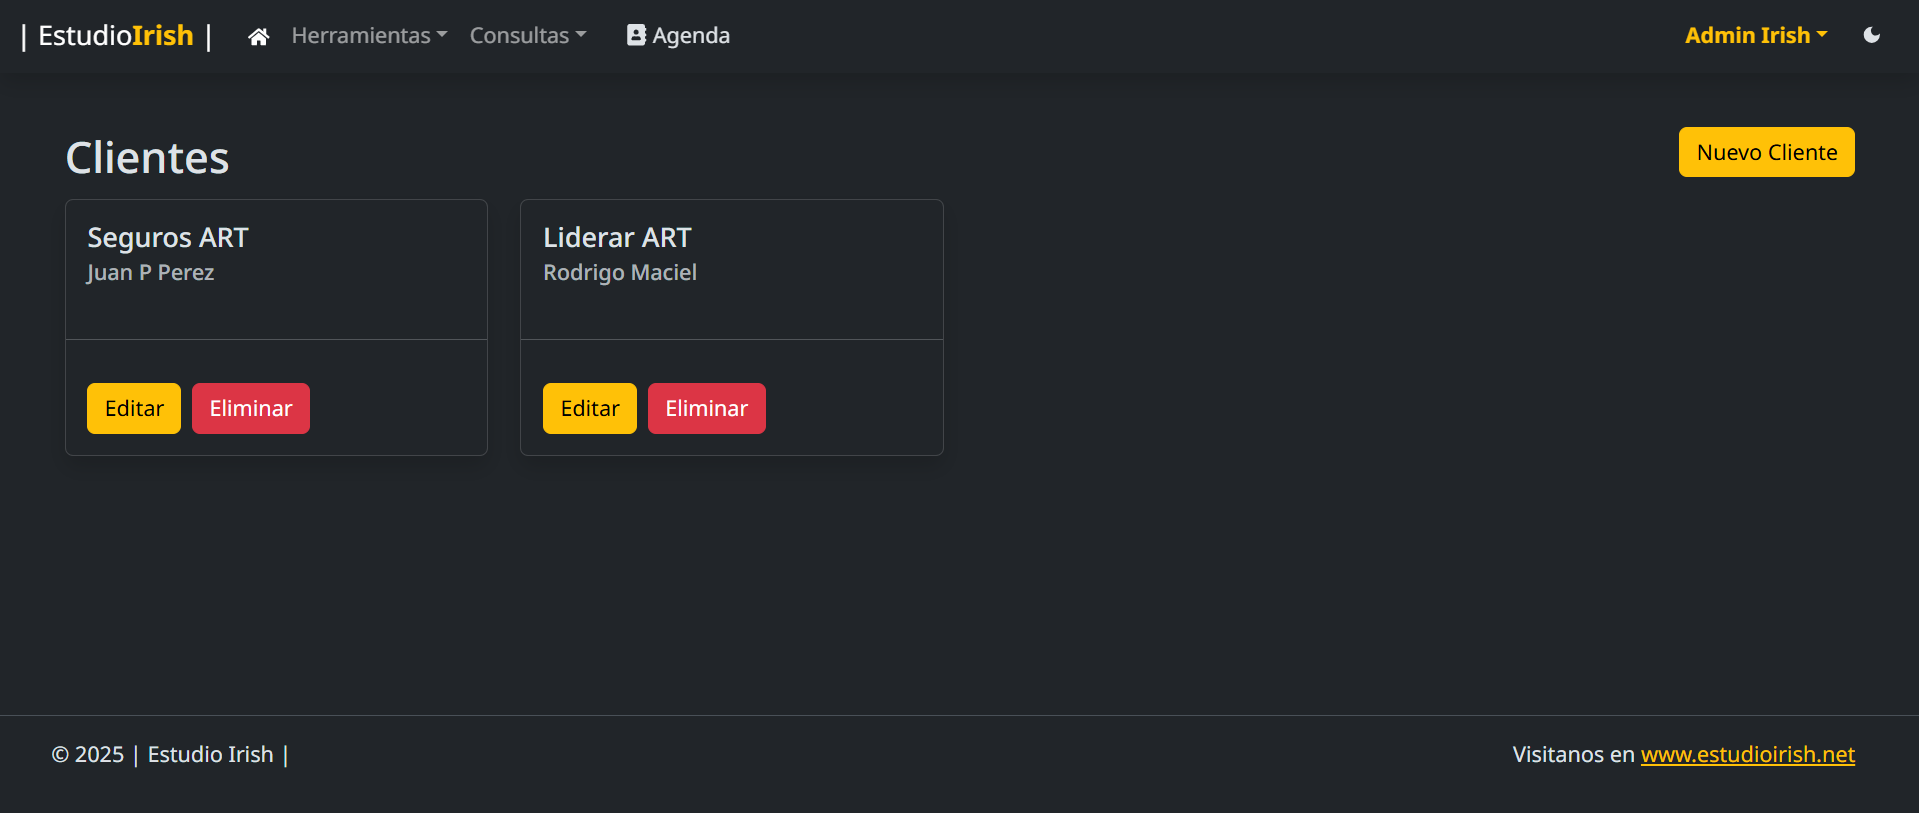 | EstudioIrish | Herramientas Consultas Agenda Admin Irish
Clientes
Nuevo Cliente
Seguros ART
Juan P Perez
Editar Eliminar
Liderar ART
Rodrigo Maciel
Editar Eliminar
© 2025 | Estudio Irish |
Visitanos en www.estudioirish.net